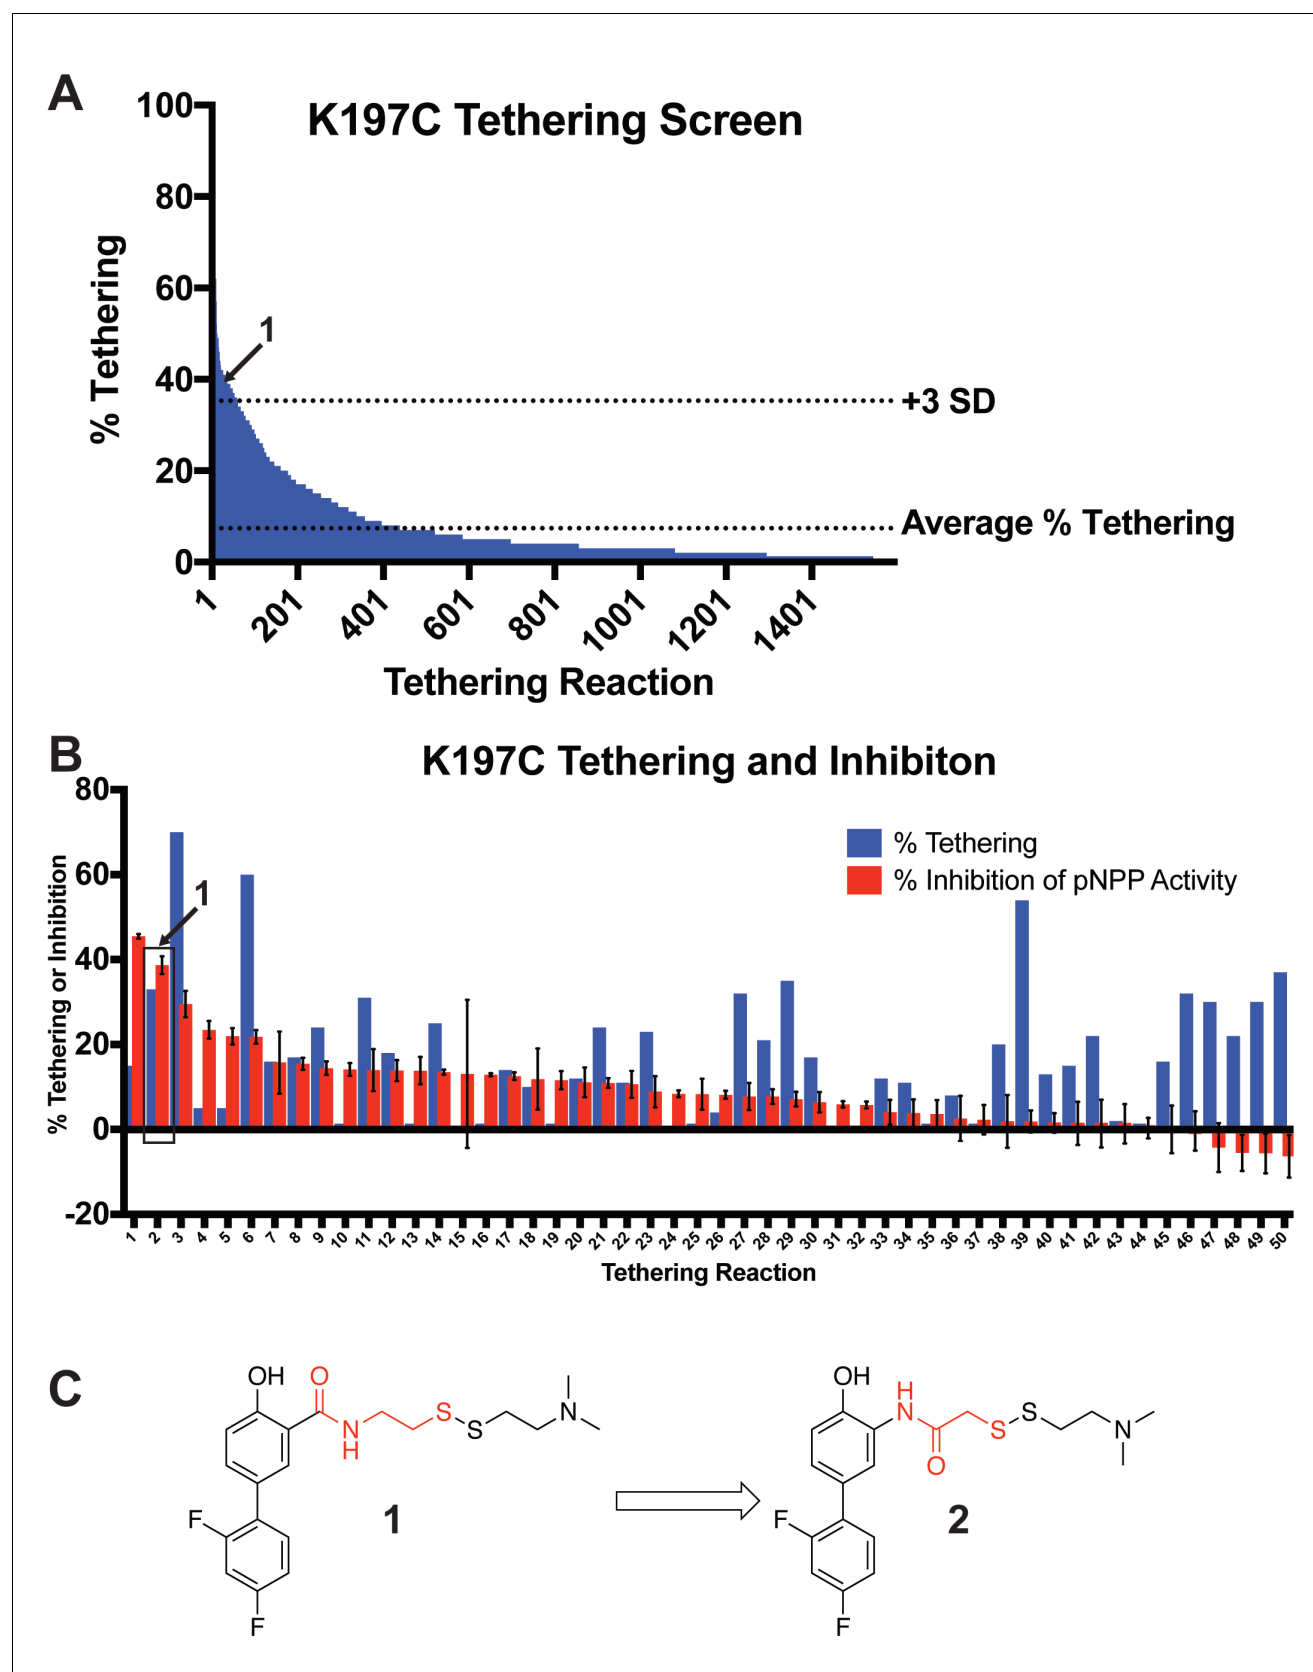 A
K197C Tethering Screen
% Tethering
100
80
60
40
20
0
1
+3 SD
Average % Tethering
1 201 401 601 801 1001 1201 1401
Tethering Reaction
B
K197C Tethering and Inhibiton
% Tethering or Inhibition
80
60
40
20
0
-20
1
% Tethering
% Inhibition of pNPP Activity
1 2 3 4 5 6 7 8 9 10 11 12 13 14 15 16 17 18 19 20 21 22 23 24 25 26 27 28 29 30 31 32 33 34 35 36 37 38 39 40 41 42 43 44 45 46 47 48 49 50
Tethering Reaction
C
OH O
N
H
S
S
N
F
F
1
OH
H
N
O
S
S
N
F
F
2